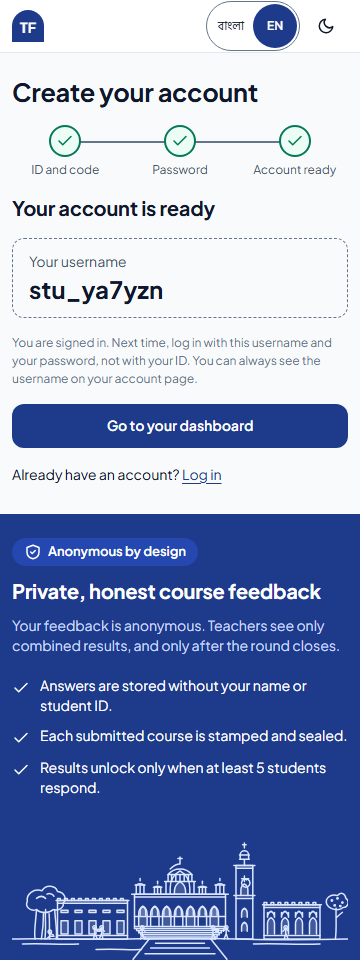 TF
বাংলা EN
Create your account
ID and code Password Account ready
Your account is ready
Your username
stu_ya7yzn
You are signed in. Next time, log in with this username and
your password, not with your ID. You can always see the
username on your account page.
Go to your dashboard
Already have an account? Log in
Anonymous by design
Private, honest course feedback
Your feedback is anonymous. Teachers see only
combined results, and only after the round closes.
Answers are stored without your name or
student ID.
Each submitted course is stamped and sealed.
Results unlock only when at least 5 students
respond.